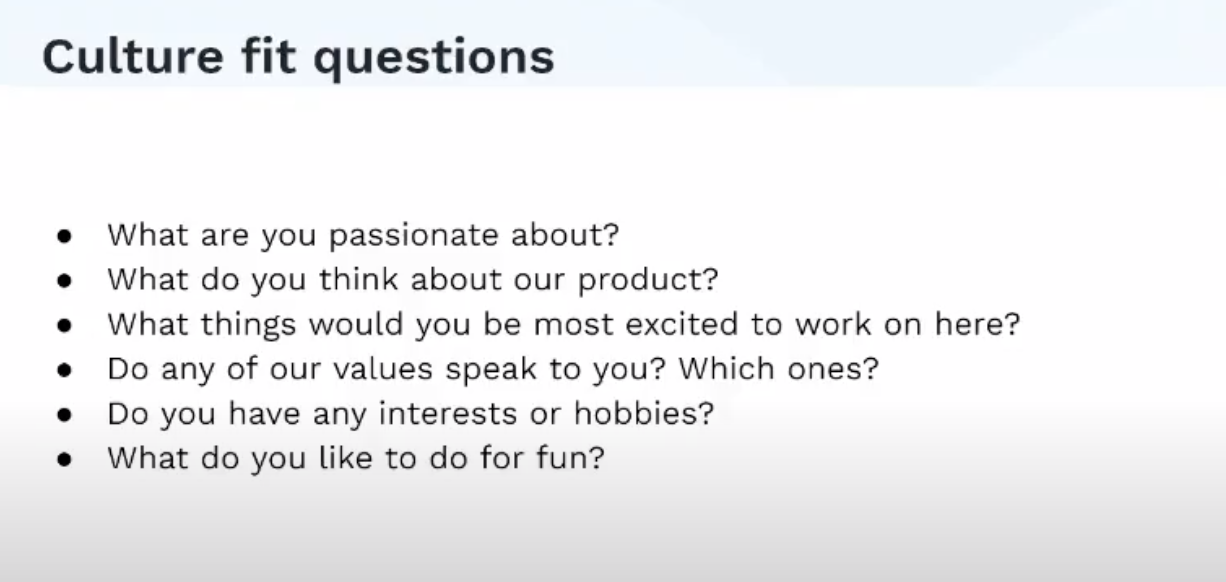 Culture fit questions
● What are you passionate about?
● What do you think about our product?
● What things would you be most excited to work on here?
● Do any of our values speak to you? Which ones?
● Do you have any interests or hobbies?
● What do you like to do for fun?